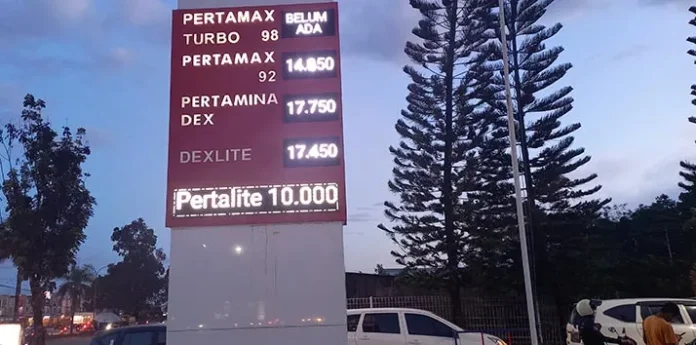 PERTAMAX BELUM
TURBO 98 ADA
PERTAMAX 14.850
92
PERTAMINA 17.750
DEX
DEXLITE 17.450
Pertalite 10.000